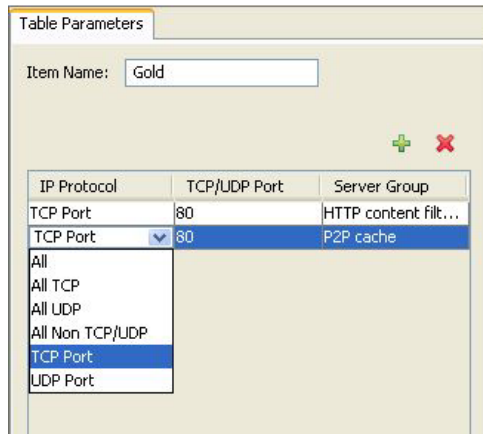 Table Parameters
Item Name: Gold
IP Protocol TCP/UDP Port Server Group
TCP Port 80 HTTP content filt...
TCP Port 80 P2P cache
All
All TCP
All UDP
All Non TCP/UDP
TCP Port
UDP Port